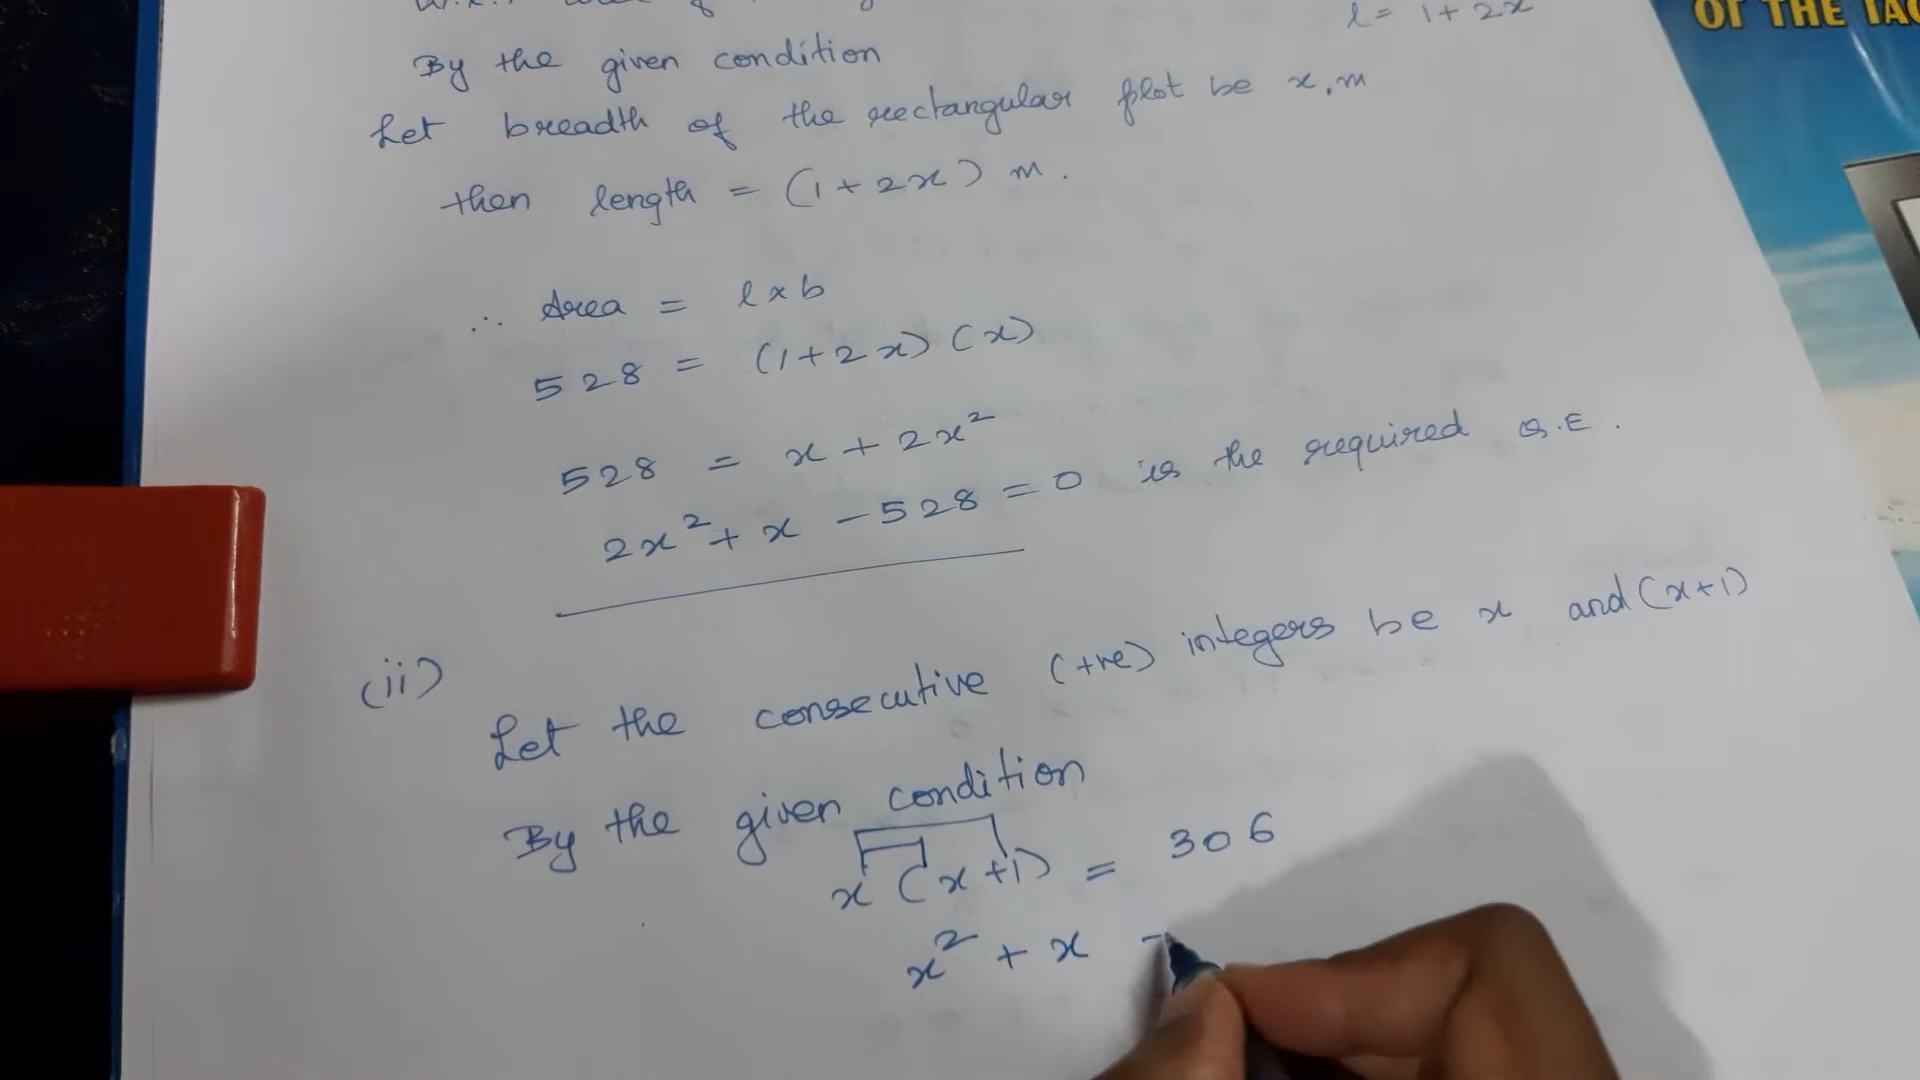 l = 1 + 2x
OF THE
By the given condition
Let breadth of the rectangular plot be x, m
then length = (1 + 2x) m.
∴ Area = l x b
528 = (1 + 2x) (x)
528 = x + 2x²
2x² + x - 528 = 0 is the required Q.E.
(ii)
Let the consecutive (+ve) integers be x and (x+1)
By the given condition
x (x+1) = 306
x² + x -